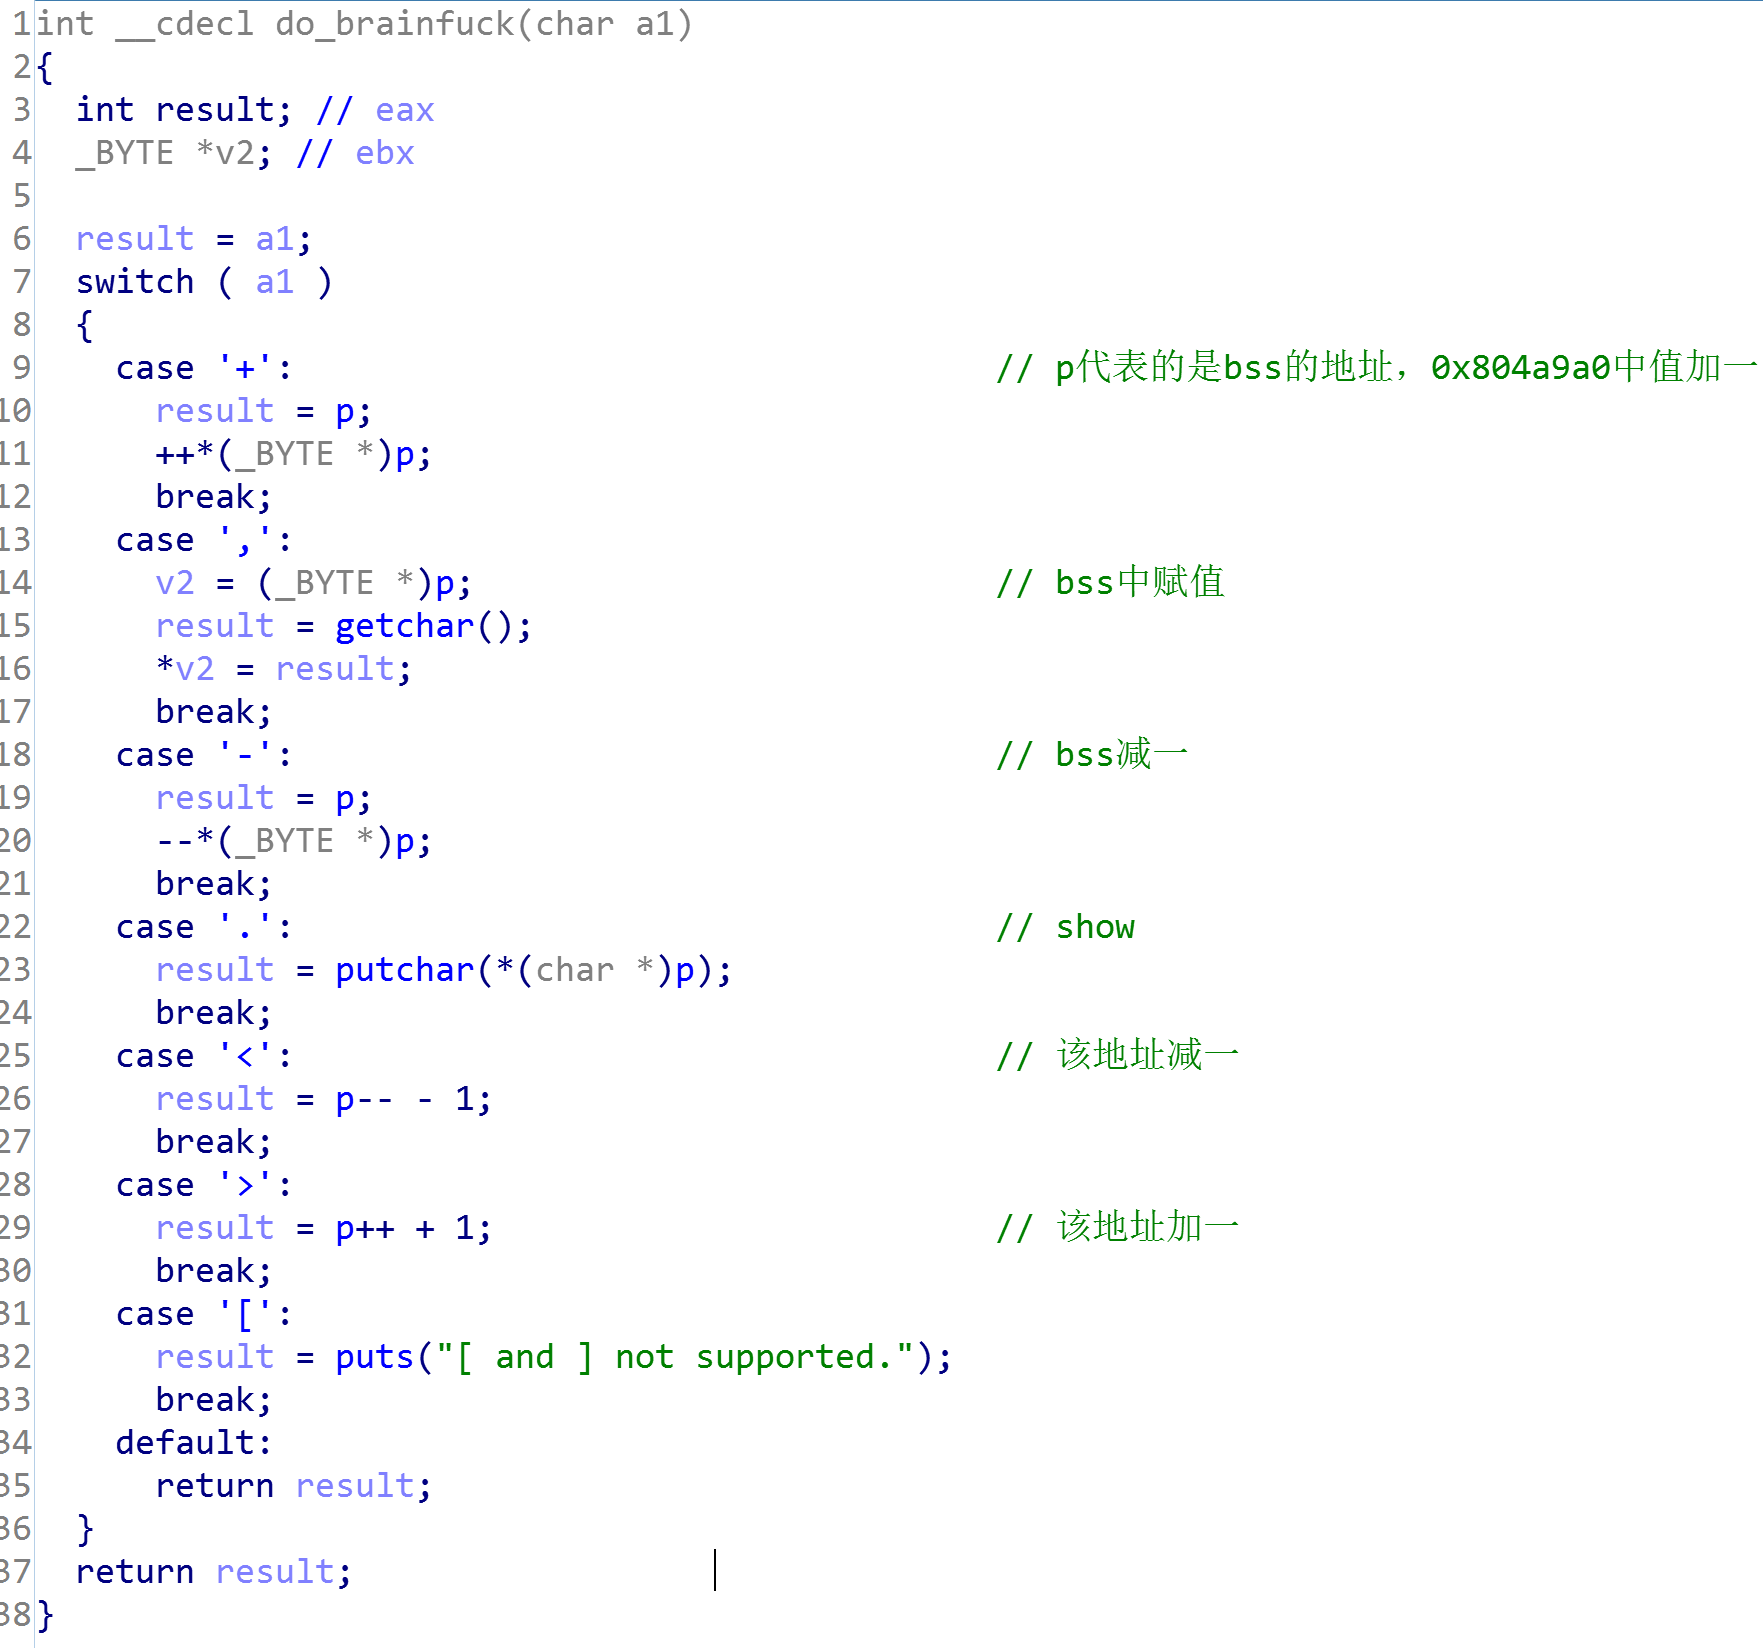 1 int __cdecl do_brainfuck(char a1)
2 {
3   int result; // eax
4   _BYTE *v2; // ebx
5
6   result = a1;
7   switch ( a1 )
8   {
9     case '+':                                   // p代表的是bss的地址，0x804a9a0中值加一
10       result = p;
11       ++*(_BYTE *)p;
12       break;
13     case ',':
14       v2 = (_BYTE *)p;                          // bss中赋值
15       result = getchar();
16       *v2 = result;
17       break;
18     case '-':                                   // bss减一
19       result = p;
20       --*(_BYTE *)p;
21       break;
22     case '.':                                   // show
23       result = putchar(*(char *)p);
24       break;
25     case '<':                                   // 该地址减一
26       result = p-- - 1;
27       break;
28     case '>':
29       result = p++ + 1;                         // 该地址加一
30       break;
31     case '[':
32       result = puts("[ and ] not supported.");
33       break;
34     default:
35       return result;
36   }
37   return result;
38 }